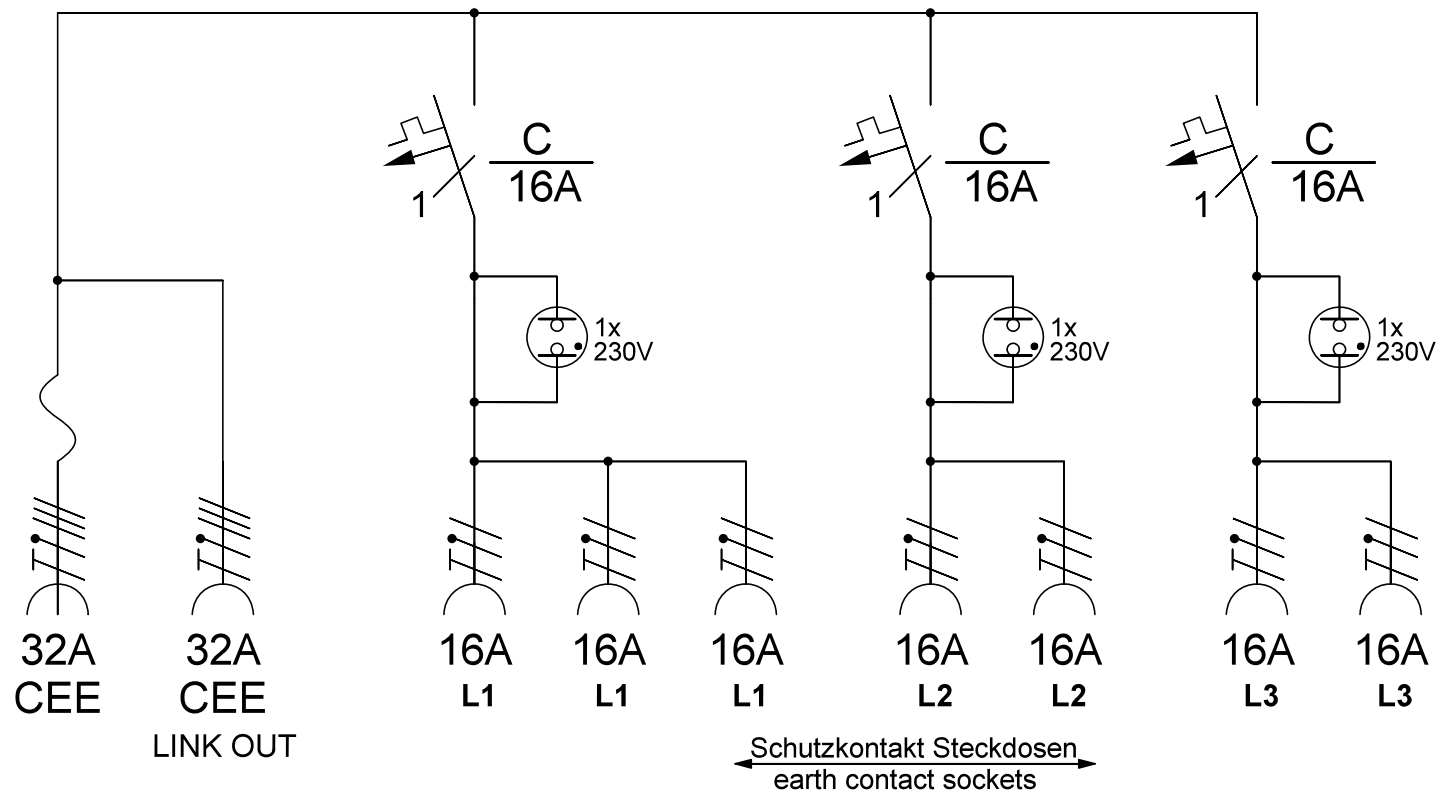 C
16A
1
C
16A
1
C
16A
1
1x
230V
1x
230V
1x
230V
32A
CEE
32A
CEE
LINK OUT
16A
L1
16A
L1
16A
L1
16A
L2
16A
L2
16A
L3
16A
L3
Schutzkontakt Steckdosen
earth contact sockets